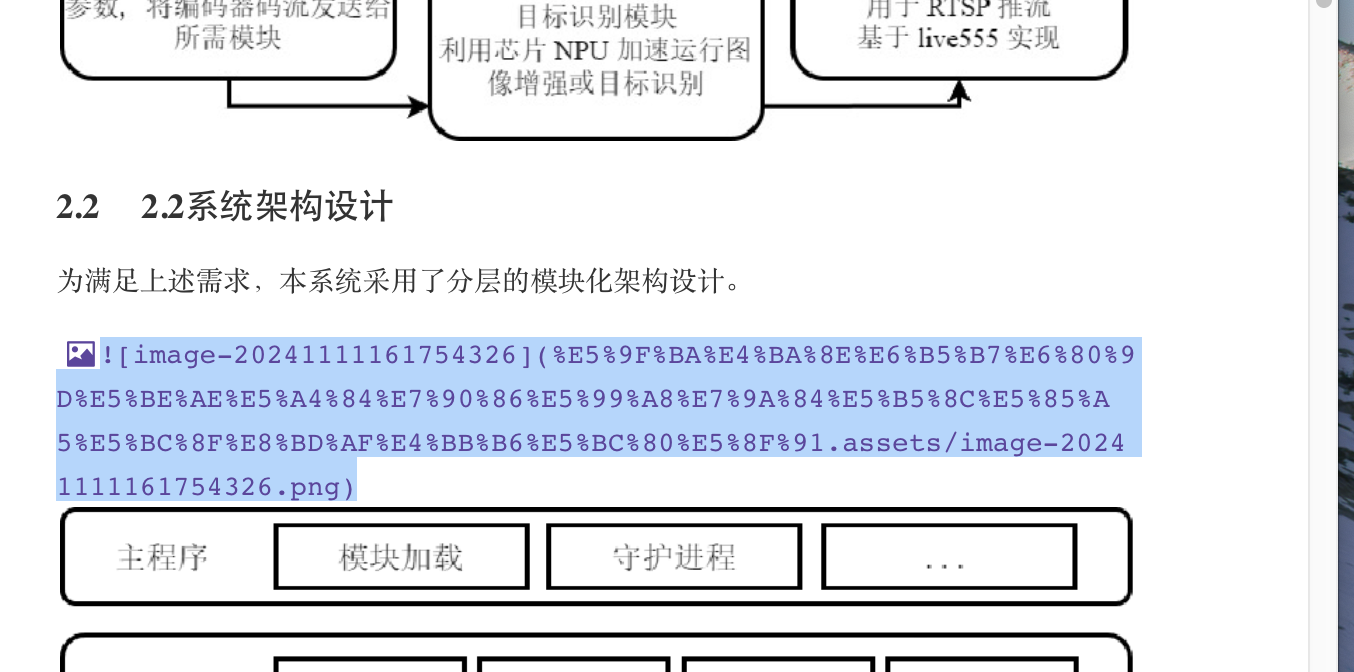 参数，将编码器码流发送给
所需模块
目标识别模块
利用芯片 NPU 加速运行图
像增强或目标识别
用于 RTSP 推流
基于 live555 实现
2.2 2.2系统架构设计
为满足上述需求，本系统采用了分层的模块化架构设计。
![image-20241111161754326](%E5%9F%BA%E4%BA%8E%E6%B5%B7%E6%80%9
D%E5%BE%AE%E5%A4%84%E7%90%86%E5%99%A8%E7%9A%84%E5%B5%8C%E5%85%A
5%E5%BC%8F%E8%BD%AF%E4%BB%B6%E5%BC%80%E5%8F%91.assets/image-2024
1111161754326.png)
主程序 模块加载 守护进程 ...